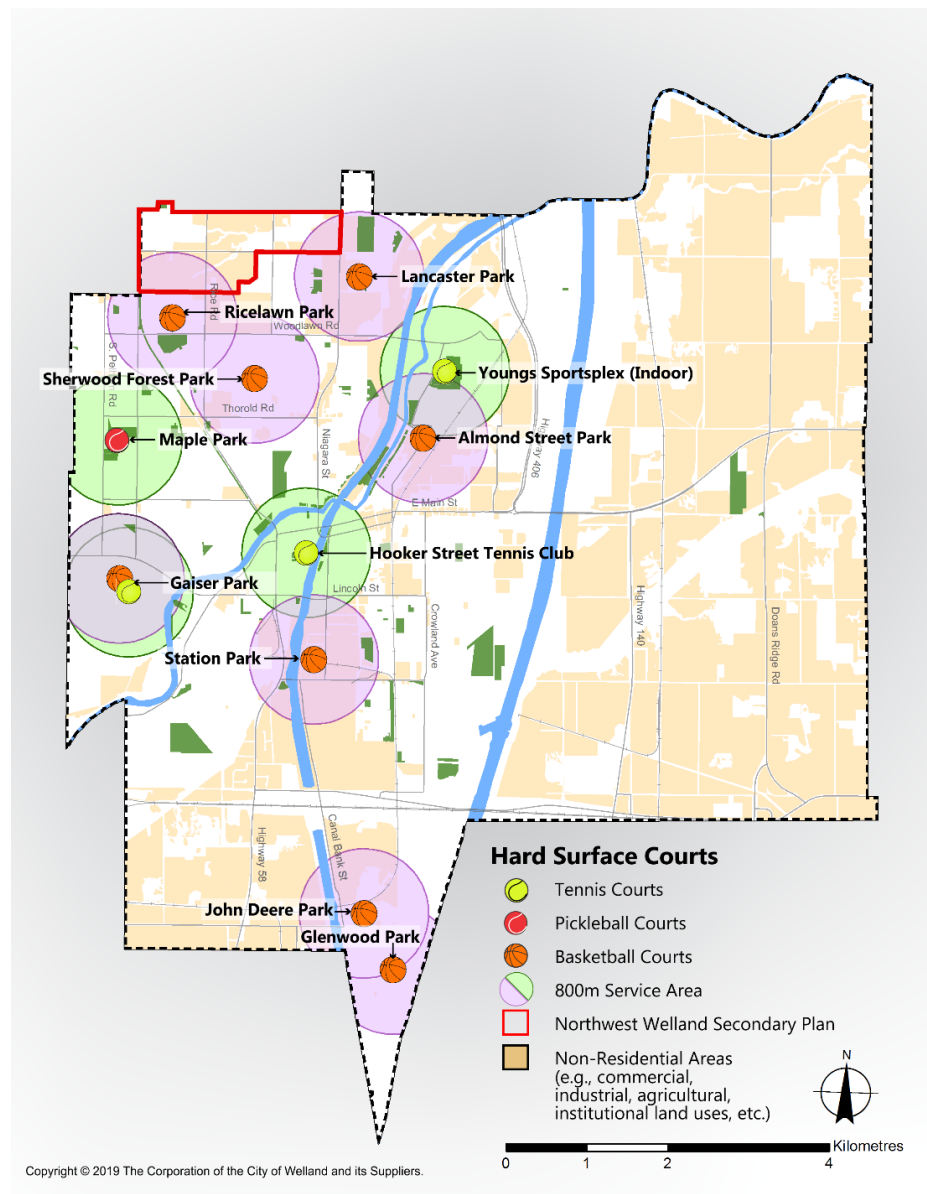 Lancaster Park
Rice Rd
Ricelawn Park
Woodlawn Rd
Sherwood Forest Park
Youngs Sportsplex (Indoor)
Thorold Rd
Maple Park
Niagara St
Almond Street Park
Highway 406
E Main St
Hooker Street Tennis Club
Gaiser Park
Lincoln St
Crowland Ave
Highway 140
Doans Ridge Rd
Station Park
Highway 58
Canal Bank St
John Deere Park
Glenwood Park
Hard Surface Courts
Tennis Courts
Pickleball Courts
Basketball Courts
800m Service Area
Northwest Welland Secondary Plan
Non-Residential Areas
(e.g., commercial,
industrial, agricultural,
institutional land uses, etc.)
N
Kilometres
0 1 2 4
Copyright © 2019 The Corporation of the City of Welland and its Suppliers.